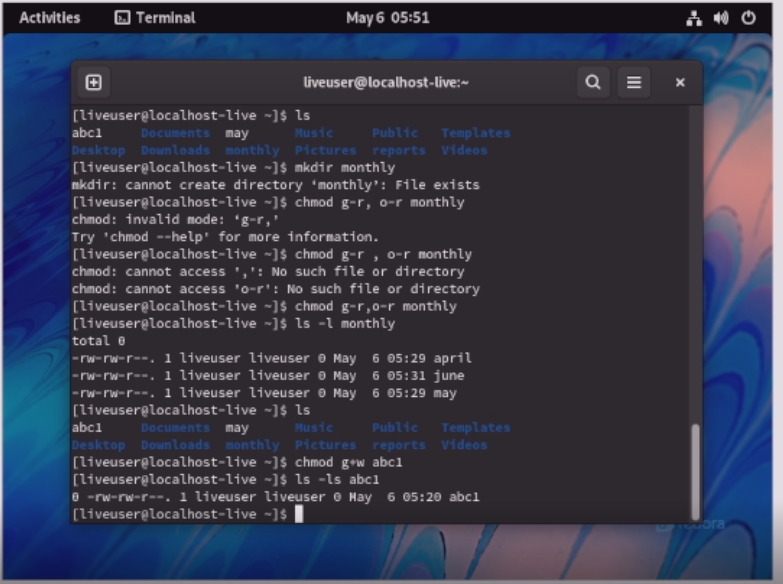 Activities Terminal May 6 05:51
liveuser@localhost-live:~
[liveuser@localhost-live ~]$ ls
abc1 Documents may Music Public Templates
Desktop Downloads monthly Pictures reports Videos
[liveuser@localhost-live ~]$ mkdir monthly
mkdir: cannot create directory ‘monthly’: File exists
[liveuser@localhost-live ~]$ chmod g-r, o-r monthly
chmod: invalid mode: ‘g-r,’
Try 'chmod --help' for more information.
[liveuser@localhost-live ~]$ chmod g-r , o-r monthly
chmod: cannot access ',': No such file or directory
chmod: cannot access 'o-r': No such file or directory
[liveuser@localhost-live ~]$ chmod g-r,o-r monthly
[liveuser@localhost-live ~]$ ls -l monthly
total 0
-rw-rw-r--. 1 liveuser liveuser 0 May  6 05:29 april
-rw-rw-r--. 1 liveuser liveuser 0 May  6 05:31 june
-rw-rw-r--. 1 liveuser liveuser 0 May  6 05:29 may
[liveuser@localhost-live ~]$ ls
abc1 Documents may Music Public Templates
Desktop Downloads monthly Pictures reports Videos
[liveuser@localhost-live ~]$ chmod g+w abc1
[liveuser@localhost-live ~]$ ls -ls abc1
0 -rw-rw-r--. 1 liveuser liveuser 0 May  6 05:20 abc1
[liveuser@localhost-live ~]$
fedora